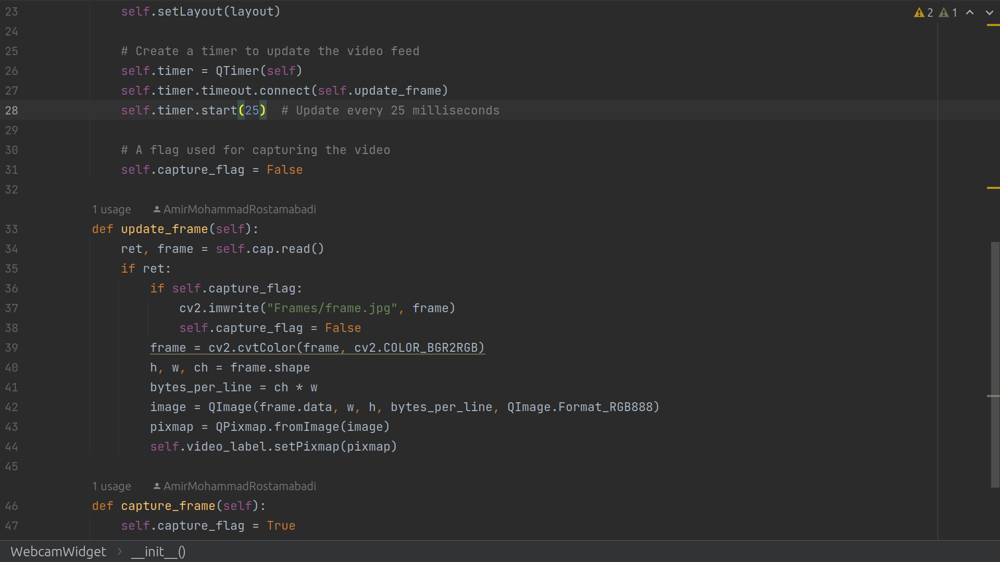 23 self.setLayout(layout)
2 1
24
25 # Create a timer to update the video feed
26 self.timer = QTimer(self)
27 self.timer.timeout.connect(self.update_frame)
28 self.timer.start(25)  # Update every 25 milliseconds
29
30 # A flag used for capturing the video
31 self.capture_flag = False
32
1 usage AmirMohammadRostamabadi
33 def update_frame(self):
34 ret, frame = self.cap.read()
35 if ret:
36 if self.capture_flag:
37 cv2.imwrite("Frames/frame.jpg", frame)
38 self.capture_flag = False
39 frame = cv2.cvtColor(frame, cv2.COLOR_BGR2RGB)
40 h, w, ch = frame.shape
41 bytes_per_line = ch * w
42 image = QImage(frame.data, w, h, bytes_per_line, QImage.Format_RGB888)
43 pixmap = QPixmap.fromImage(image)
44 self.video_label.setPixmap(pixmap)
45
1 usage AmirMohammadRostamabadi
46 def capture_frame(self):
47 self.capture_flag = True
WebcamWidget > __init__()